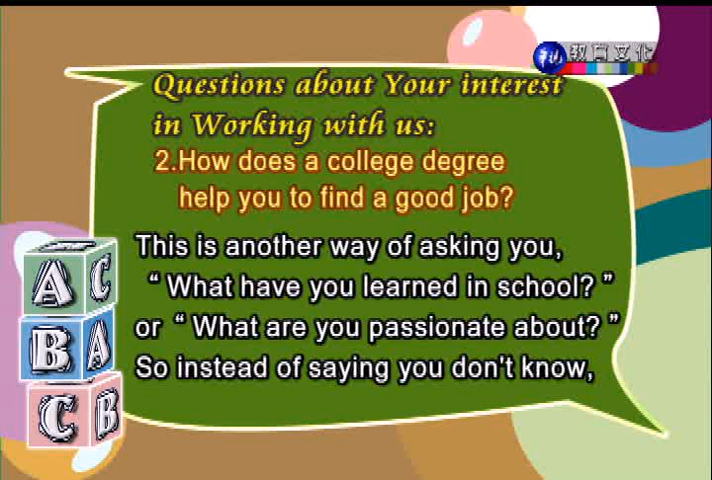 教育文化
Questions about Your interest
in Working with us:
2.How does a college degree
help you to find a good job?
This is another way of asking you,
“ What have you learned in school? ”
or “ What are you passionate about? ”
So instead of saying you don't know,
A C
B A
C B